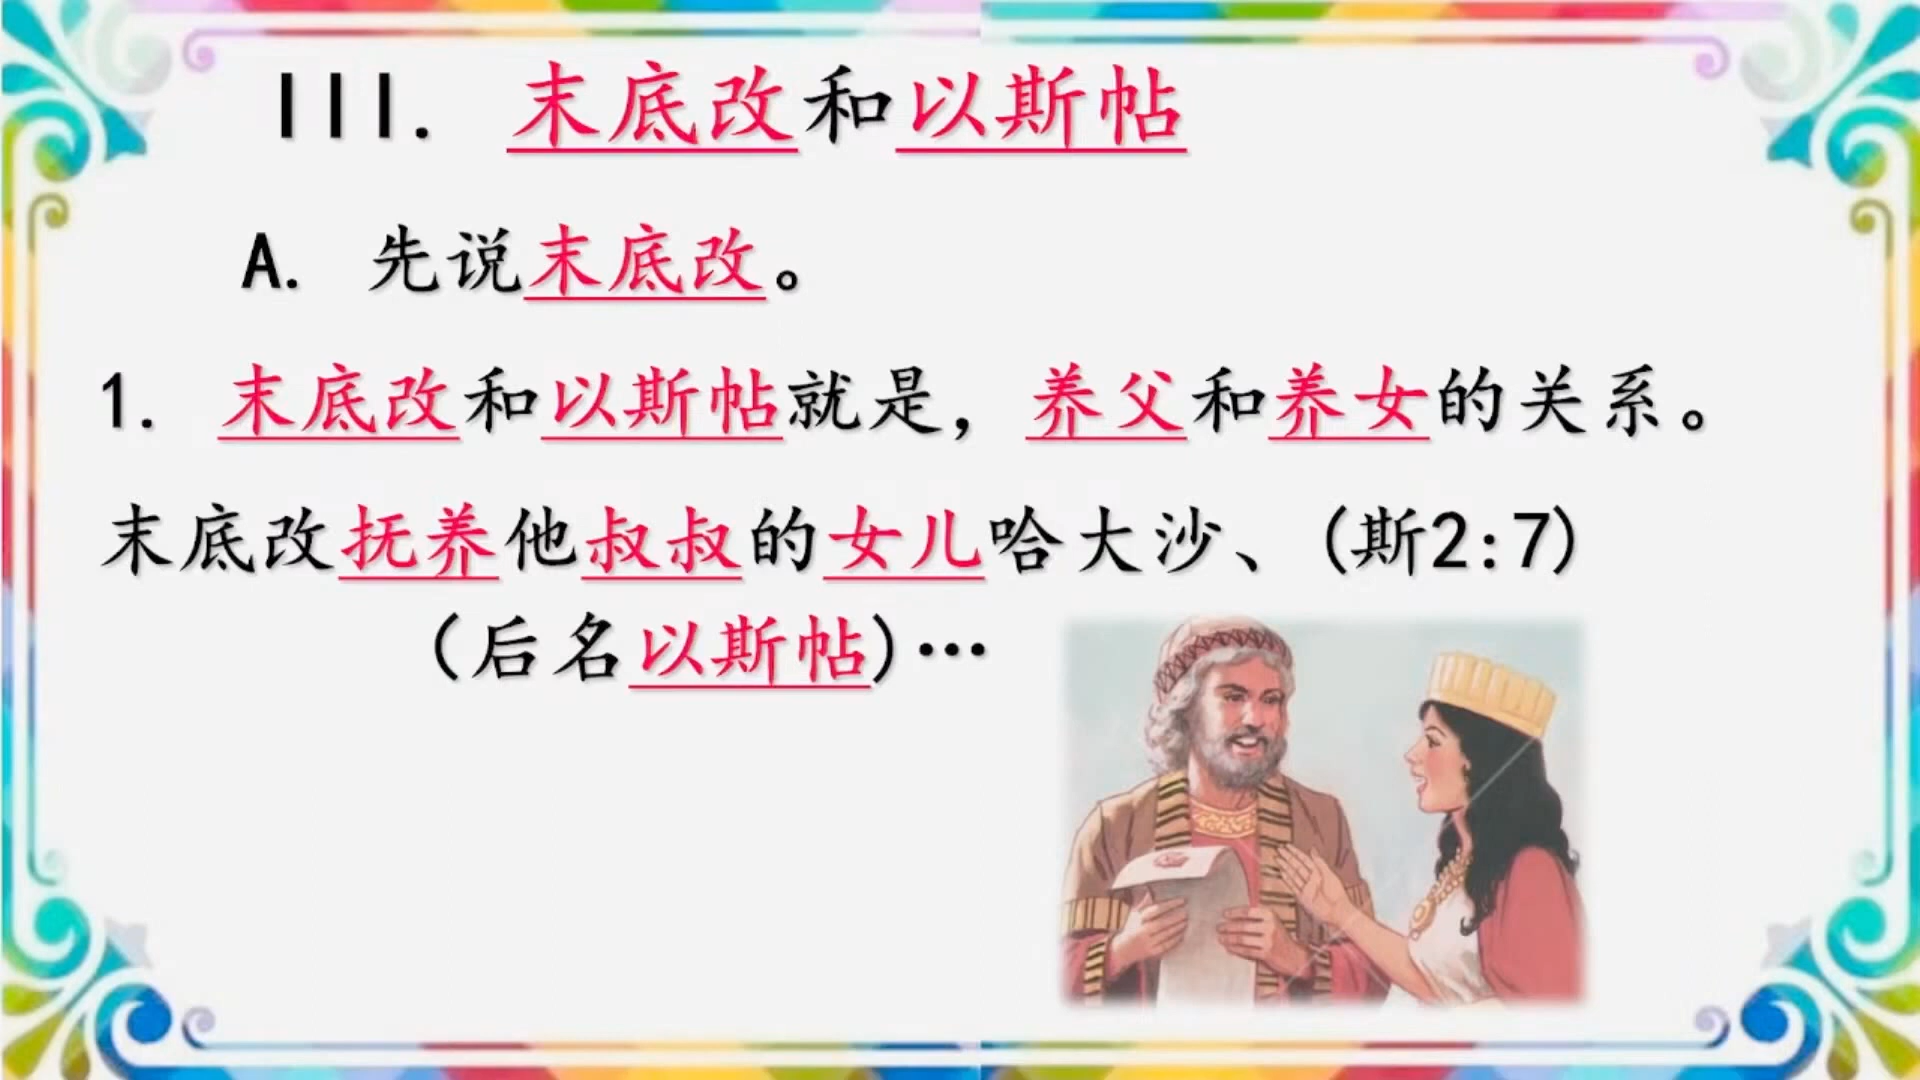 III. 末底改和以斯帖
A. 先说末底改。
1. 末底改和以斯帖就是，养父和养女的关系。
末底改抚养他叔叔的女儿哈大沙、(斯2:7)
(后名以斯帖)…